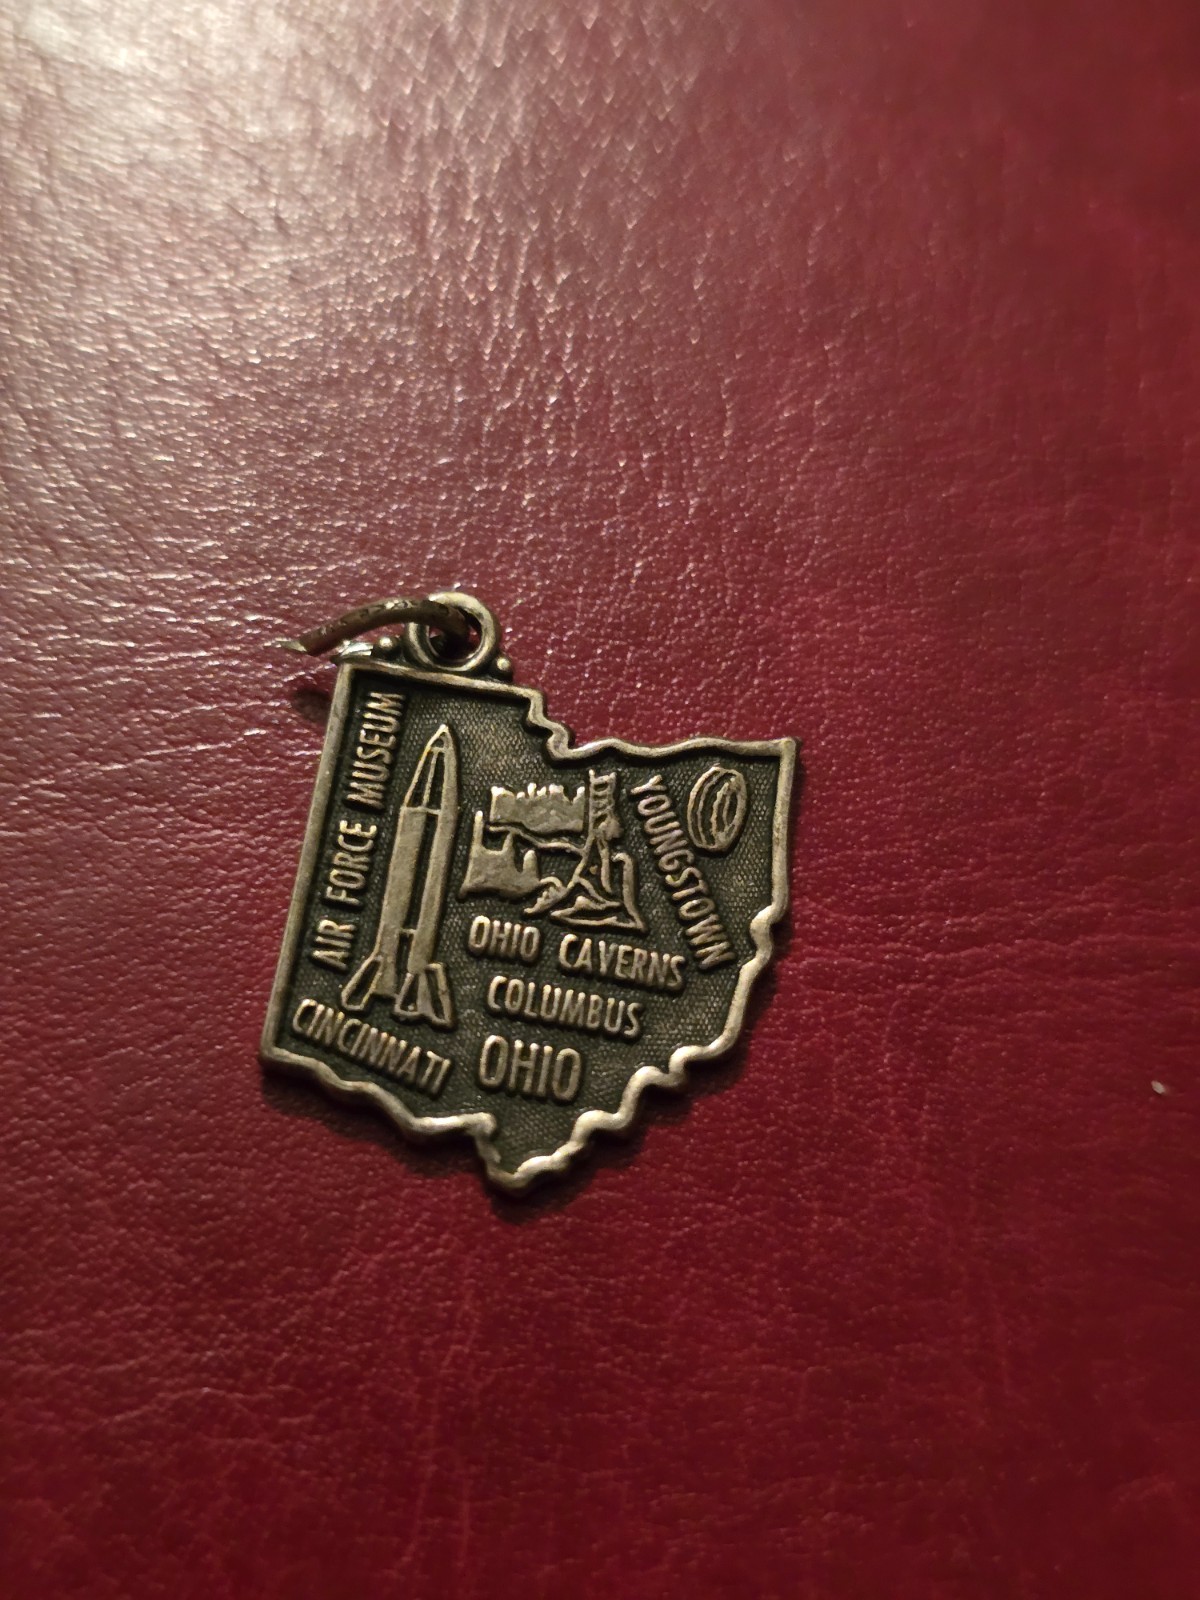 AIR FORCE MUSEUM
YOUNGSTOWN
OHIO CAVERNS
COLUMBUS
CINCINNATI
OHIO